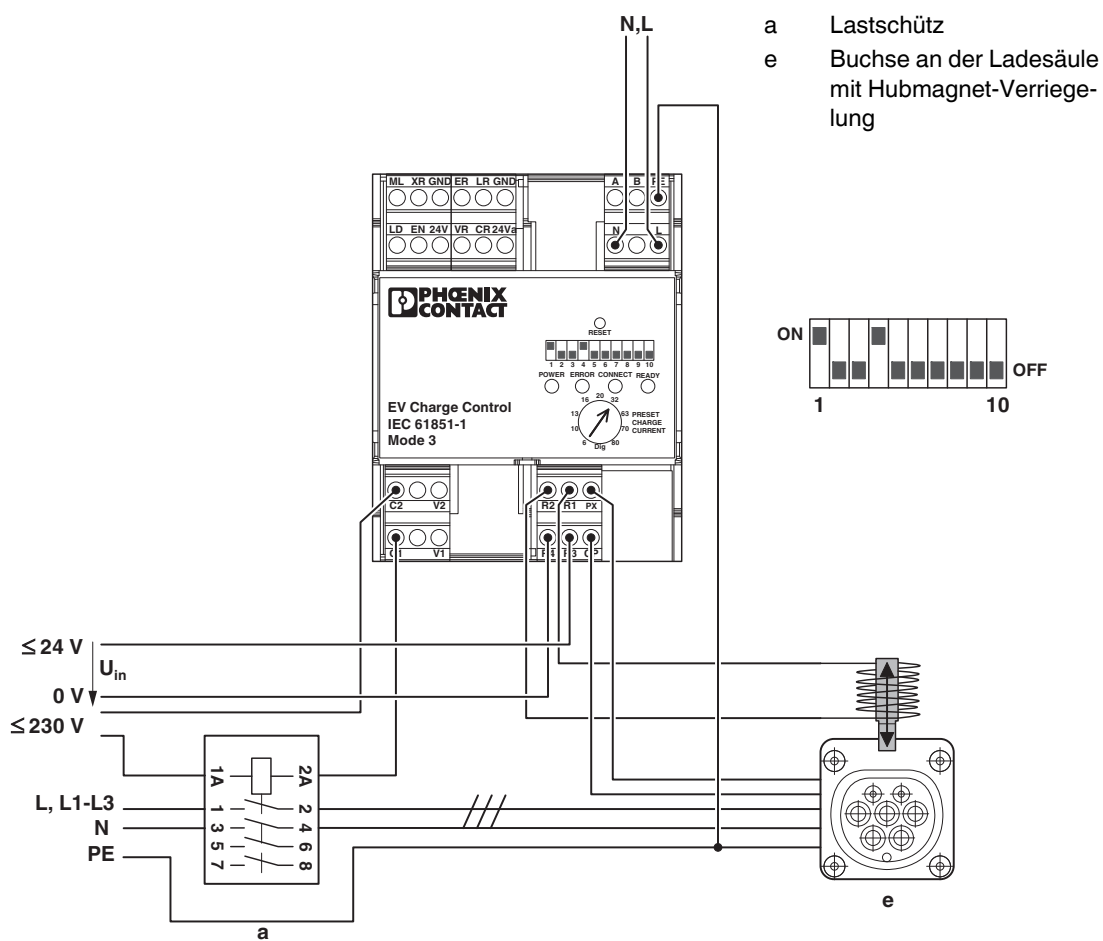 N,L
a Lastschütz
e Buchse an der Ladesäule
mit Hubmagnet-Verriege-
lung
ML XR GND ER LR GND
A B PE
LD EN 24V VR CR 24Va
N L
PHŒNIX
CONTACT
RESET
1 2 3 4 5 6 7 8 9 10
POWER ERROR CONNECT READY
EV Charge Control
IEC 61851-1
Mode 3
6 10 13 16 20 32 63 70 80 Dig
PRESET
CHARGE
CURRENT
ON
OFF
1 10
C2 V2
R2 R1 PX
C1 V1
R4 R3 CP
≤ 24 V
Uin
0 V
≤ 230 V
1A 2A
L, L1-L3
1 2
N
3 4
PE
5 6
7 8
a
e